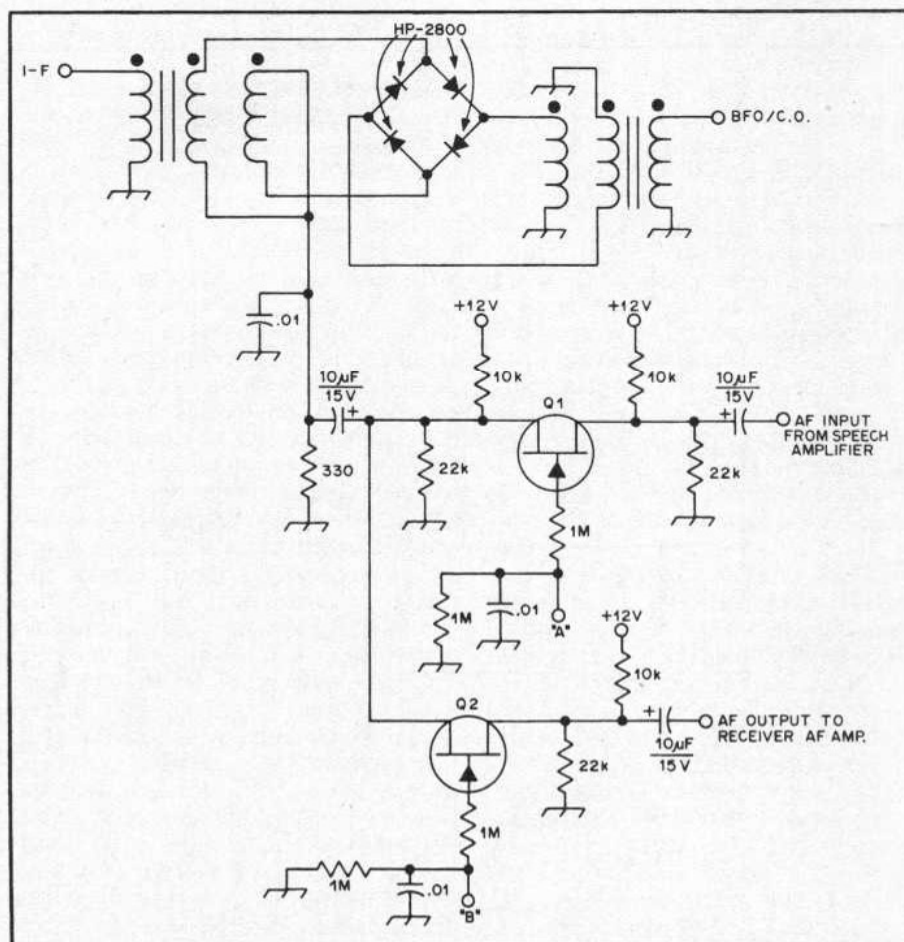 HP-2800
I-F
BFO/C.O.
+12V
+12V
.01
10k
10k
10µF
15V
+
Q1
10µF
15V
+
AF INPUT
FROM SPEECH
AMPLIFIER
330
22k
22k
1M
1M
.01
"A"
+12V
10k
Q2
+
AF OUTPUT TO
RECEIVER AF AMP.
10µF
15V
22k
1M
1M
.01
"B"